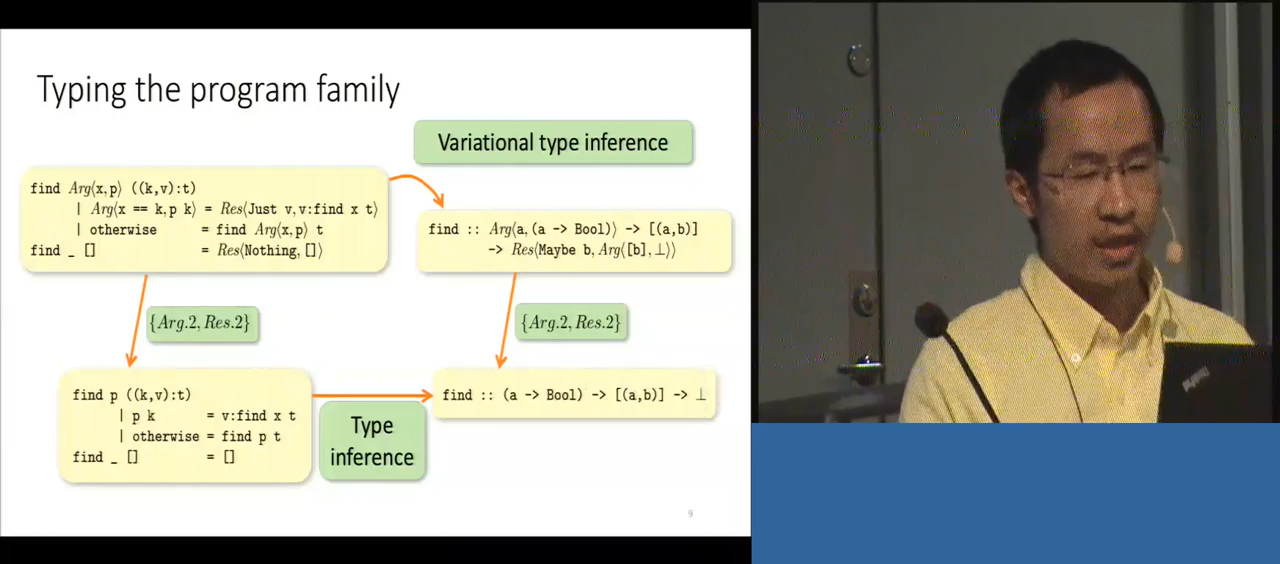 Typing the program family
Variational type inference
find Arg⟨x,p⟩ ((k,v):t)
| Arg⟨x == k,p k⟩ = Res⟨Just v,v:find x t⟩
| otherwise = find Arg⟨x,p⟩ t
find _ [] = Res⟨Nothing,[]⟩
find :: Arg⟨a,(a -> Bool)⟩ -> [(a,b)]
-> Res⟨Maybe b,Arg⟨[b],⊥⟩⟩
{Arg.2, Res.2}
{Arg.2, Res.2}
find p ((k,v):t)
| p k = v:find x t
| otherwise = find p t
find _ [] = []
find :: (a -> Bool) -> [(a,b)] -> ⊥
Type
inference
9